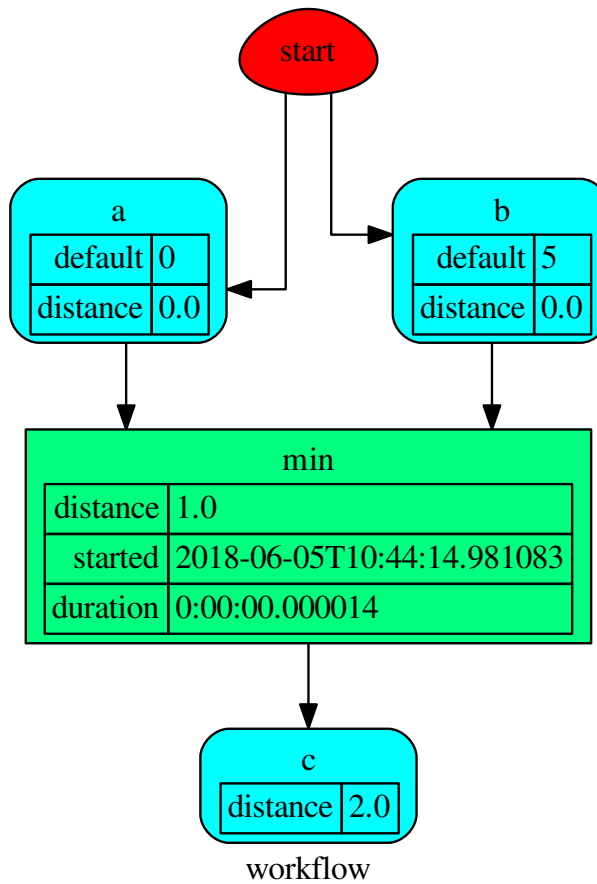 start
a
default 0
distance 0.0
b
default 5
distance 0.0
min
distance 1.0
started 2018-06-05T10:44:14.981083
duration 0:00:00.000014
c
distance 2.0
workflow